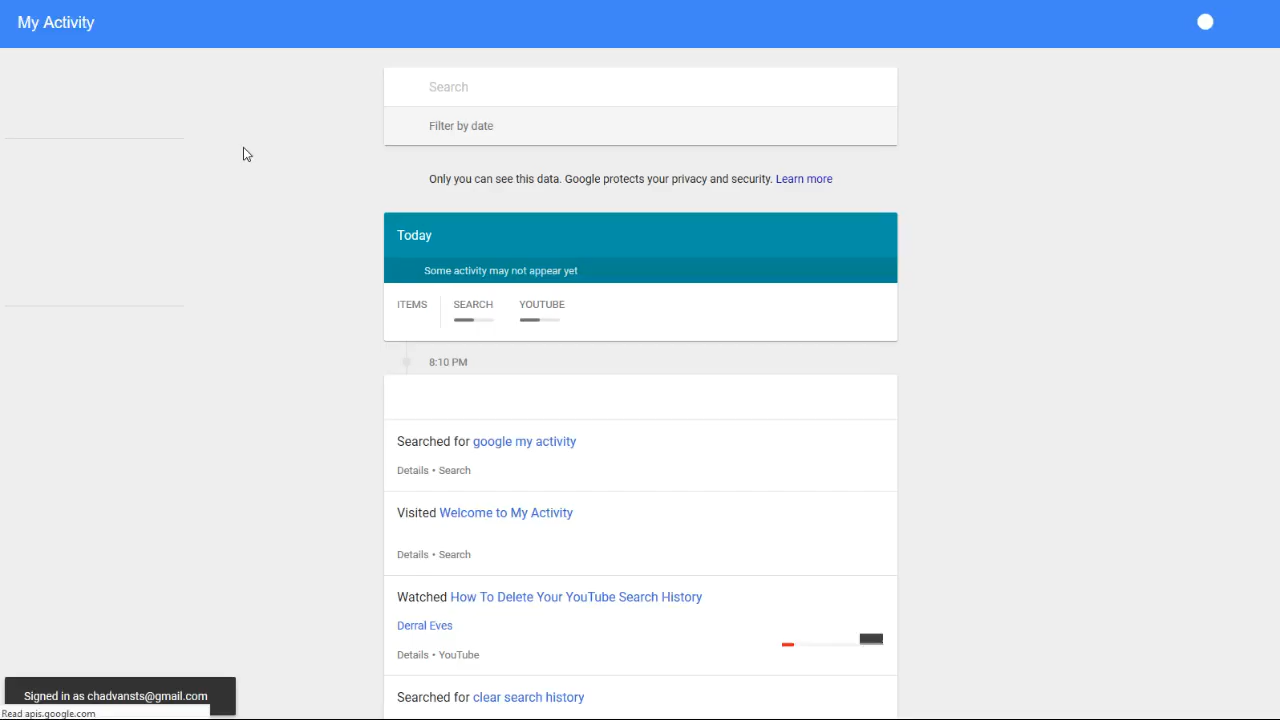 My Activity
Search
Filter by date
Only you can see this data. Google protects your privacy and security. Learn more
Today
Some activity may not appear yet
ITEMS SEARCH YOUTUBE
8:10 PM
Searched for google my activity
Details • Search
Visited Welcome to My Activity
Details • Search
Watched How To Delete Your YouTube Search History
Derral Eves
Details • YouTube
Searched for clear search history
Signed in as chadvansts@gmail.com
Read apis.google.com